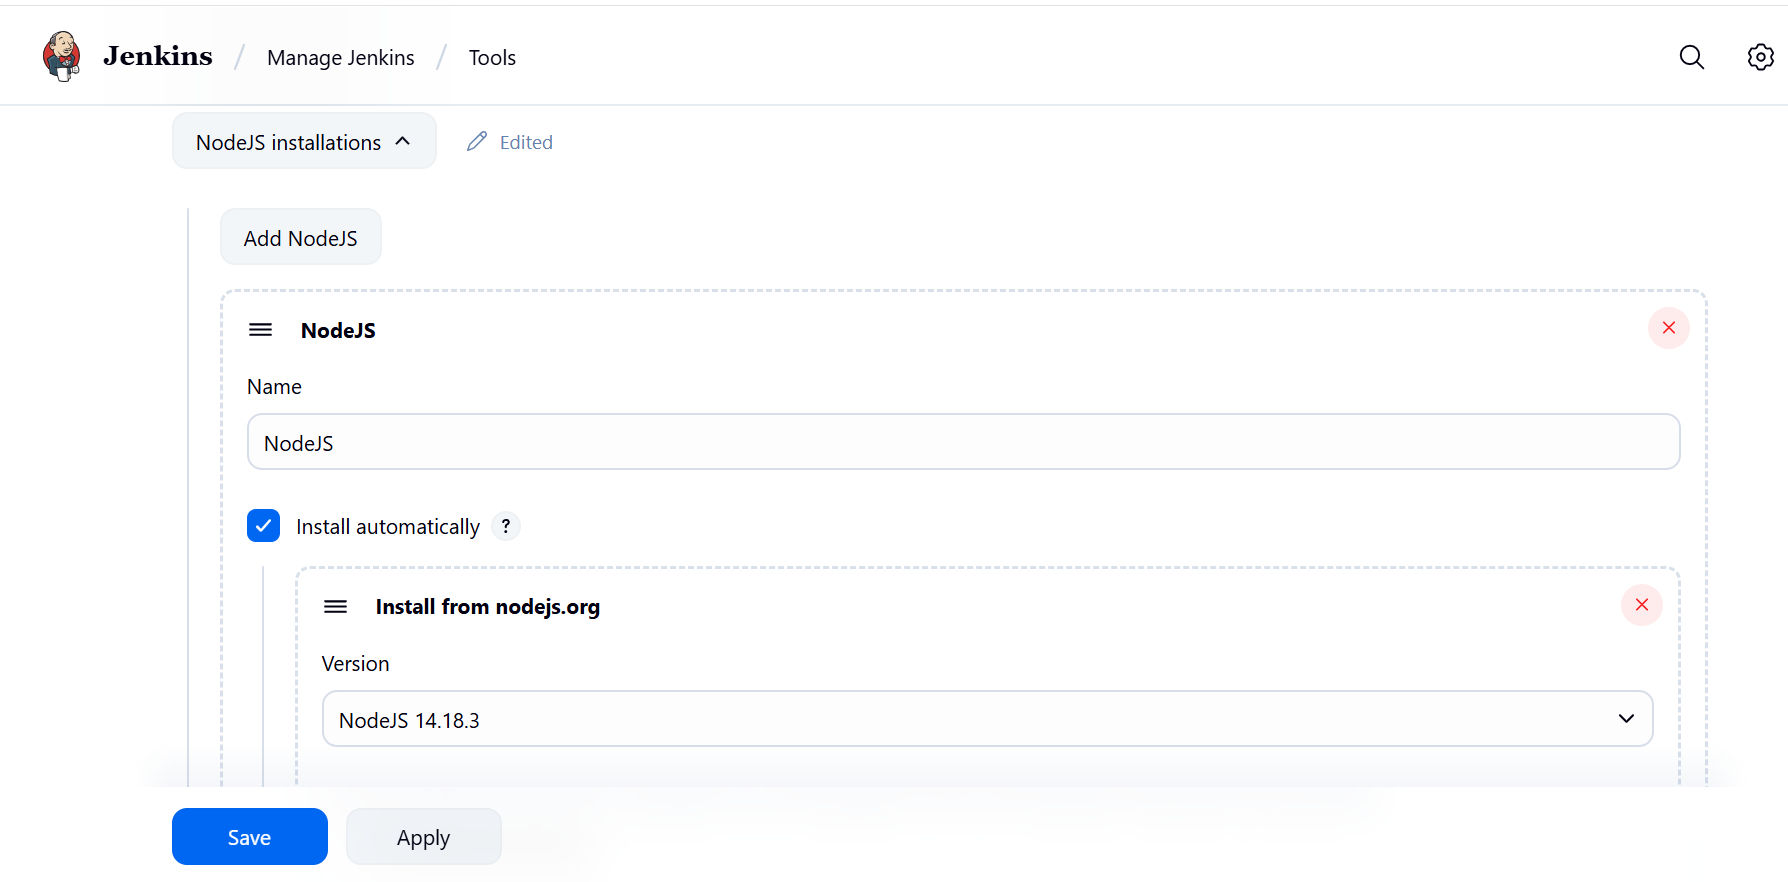 Jenkins / Manage Jenkins / Tools
NodeJS installations Edited
Add NodeJS
NodeJS
Name
NodeJS
Install automatically ?
Install from nodejs.org
Version
NodeJS 14.18.3
Save Apply